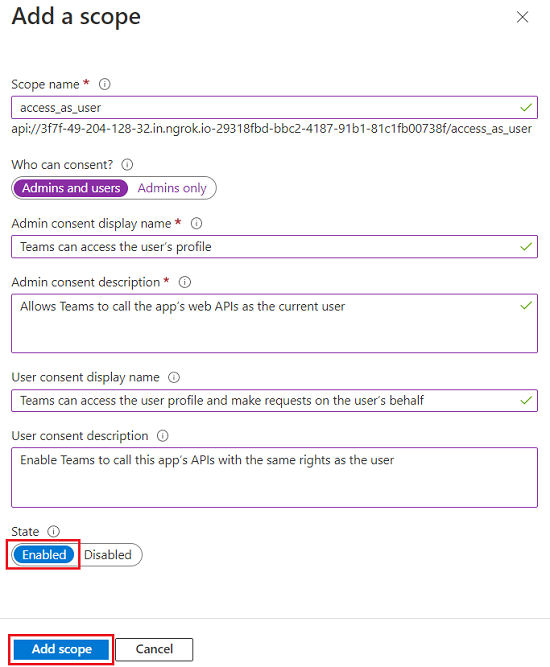 Add a scope
Scope name *
access_as_user
api://3f7f-49-204-128-32.in.ngrok.io-29318fbd-bbc2-4187-91b1-81c1fb00738f/access_as_user
Who can consent?
Admins and users Admins only
Admin consent display name *
Teams can access the user's profile
Admin consent description *
Allows Teams to call the app's web APIs as the current user
User consent display name
Teams can access the user profile and make requests on the user's behalf
User consent description
Enable Teams to call this app's APIs with the same rights as the user
State
Enabled Disabled
Add scope Cancel